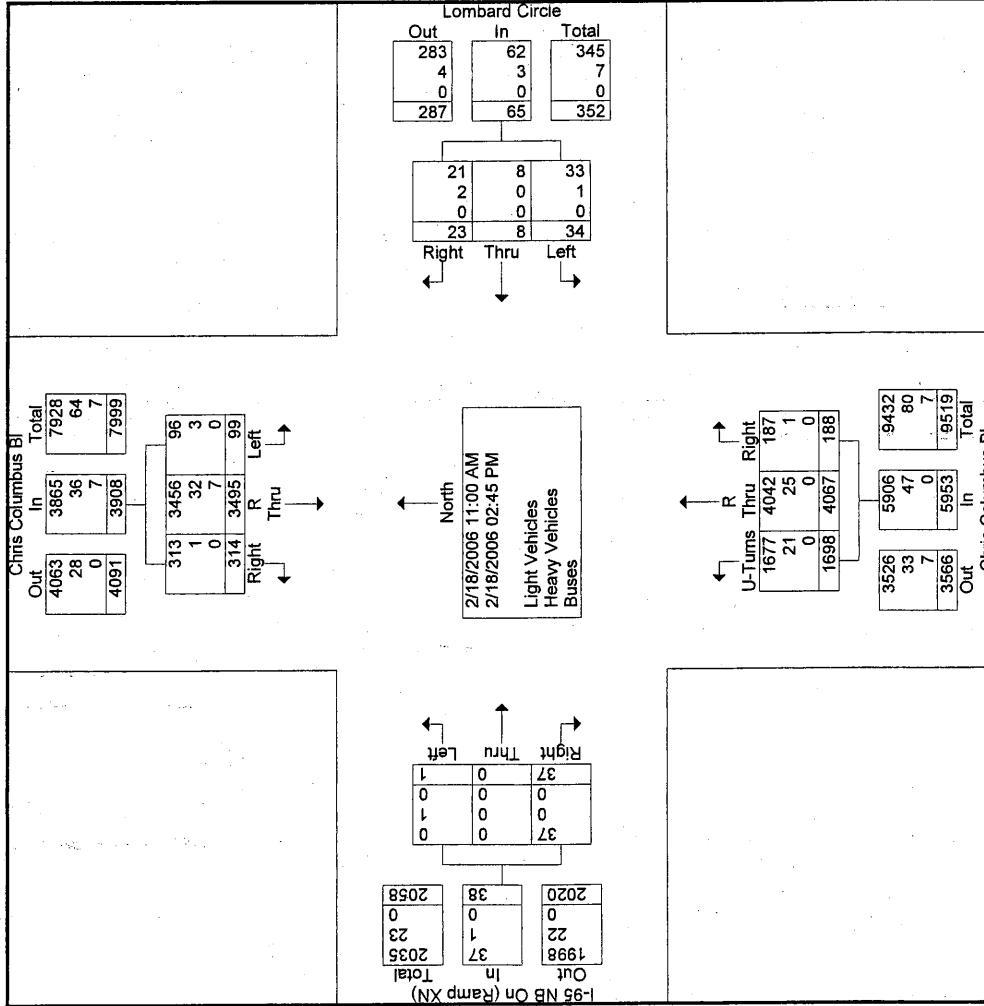 Lombard Circle
Out In Total
283 62 345
4 3 7
0 0 0
287 65 352
21 8 33
2 0 1
0 0 0
23 8 34
Right Thru Left
Chris Columbus Bl
Out In Total
4063 3865 7928
28 36 64
0 7 7
4091 3908 7999
313 3456 96
1 32 3
0 7 0
314 3495 99
Right R Thru Left
North
2/18/2006 11:00 AM
2/18/2006 02:45 PM
Light Vehicles
Heavy Vehicles
Buses
U-Turns R Thru Right
1677 4042 187
21 25 1
0 0 0
1698 4067 188
3526 5906 9432
33 47 80
7 0 7
3566 5953 9519
Out In Total
Left Thru Right
1 0 37
0 0 0
1 0 0
0 0 37
2058 38 2020
0 0 0
23 1 22
2035 37 1998
Total In Out
I-95 NB On (Ramp XN)